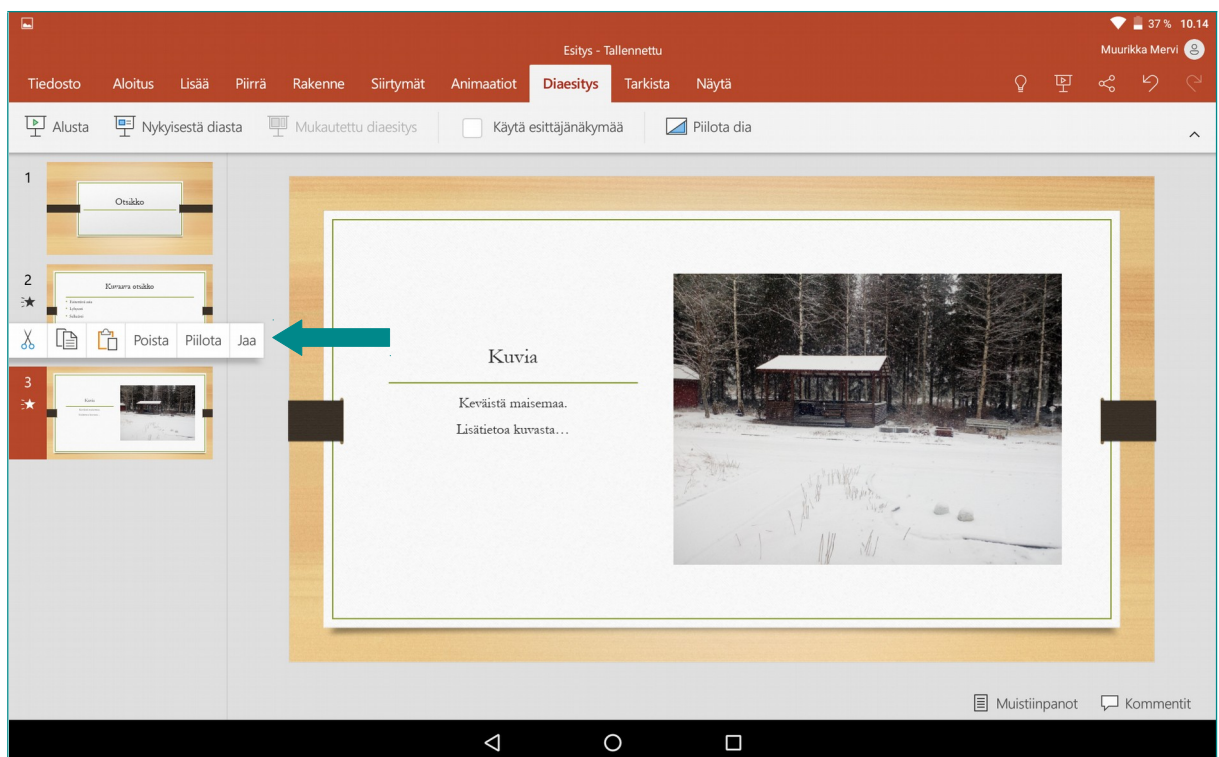 37 % 10.14
Esitys - Tallennettu
Muurikka Mervi
Tiedosto Aloitus Lisää Piirrä Rakenne Siirtymät Animaatiot Diaesitys Tarkista Näytä
Alusta Nykyisestä diasta Mukautettu diaesitys Käytä esittäjänäkymää Piilota dia
1
Otsikko
2
otsikko
Poista Piilota Jaa
3
Kuvia
Kuvia
Keväistä maisemaa.
Lisätietoa kuvasta…
Muistiinpanot Kommentit